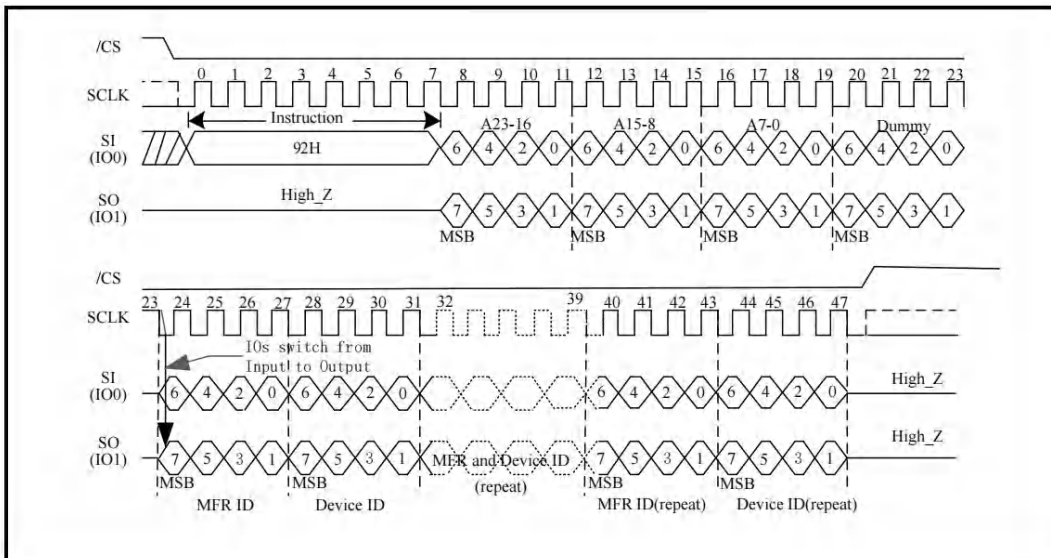 /CS
0 1 2 3 4 5 6 7 8 9 10 11 12 13 14 15 16 17 18 19 20 21 22 23
SCLK
Instruction A23-16 A15-8 A7-0 Dummy
SI
(IO0)
92H 6 4 2 0 6 4 2 0 6 4 2 0 6 4 2 0
High_Z
SO
(IO1)
7 5 3 1 7 5 3 1 7 5 3 1 7 5 3 1
MSB MSB MSB MSB
/CS
23 24 25 26 27 28 29 30 31 32 39 40 41 42 43 44 45 46 47
SCLK
IOs switch from
Input to Output
SI
(IO0)
6 4 2 0 6 4 2 0 6 4 2 0 6 4 2 0 High_Z
SO
(IO1)
7 5 3 1 7 5 3 1 MFR and Device ID 7 5 3 1 7 5 3 1 High_Z
MSB MSB (repeat) MSB MSB
MFR ID Device ID MFR ID(repeat) Device ID(repeat)